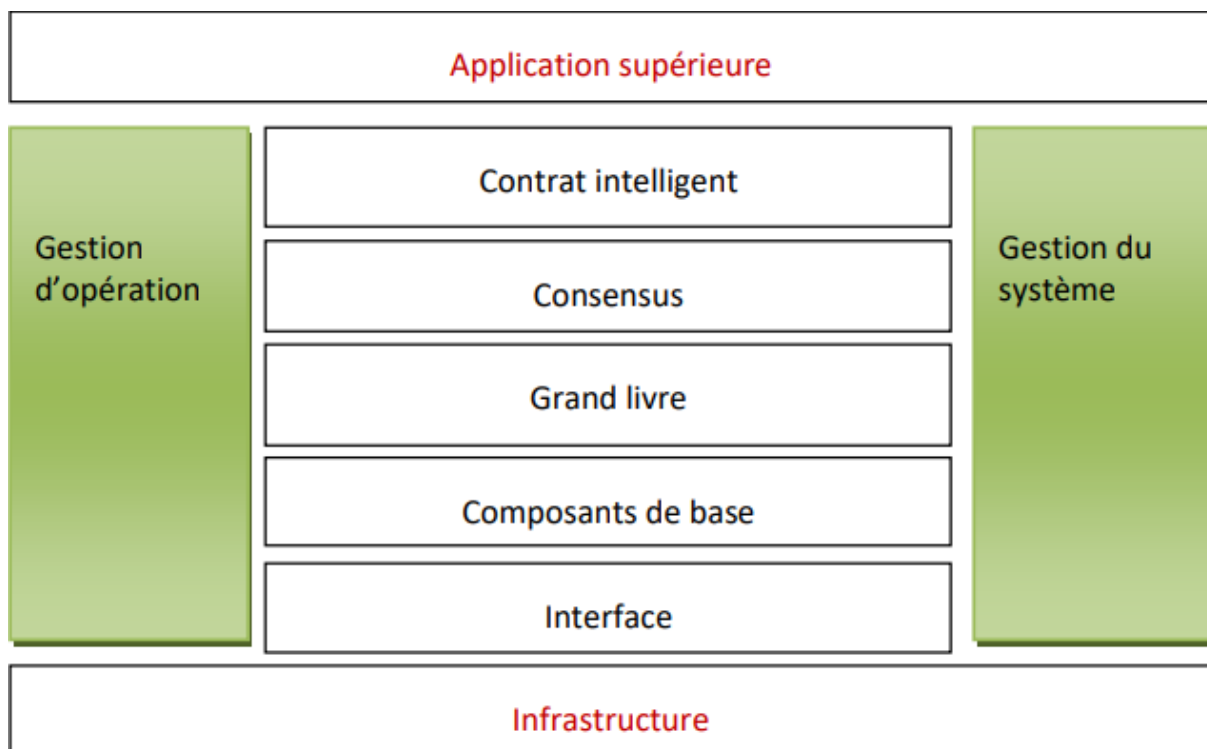 Application supérieure
Contrat intelligent
Gestion
d’opération
Gestion du
système
Consensus
Grand livre
Composants de base
Interface
Infrastructure